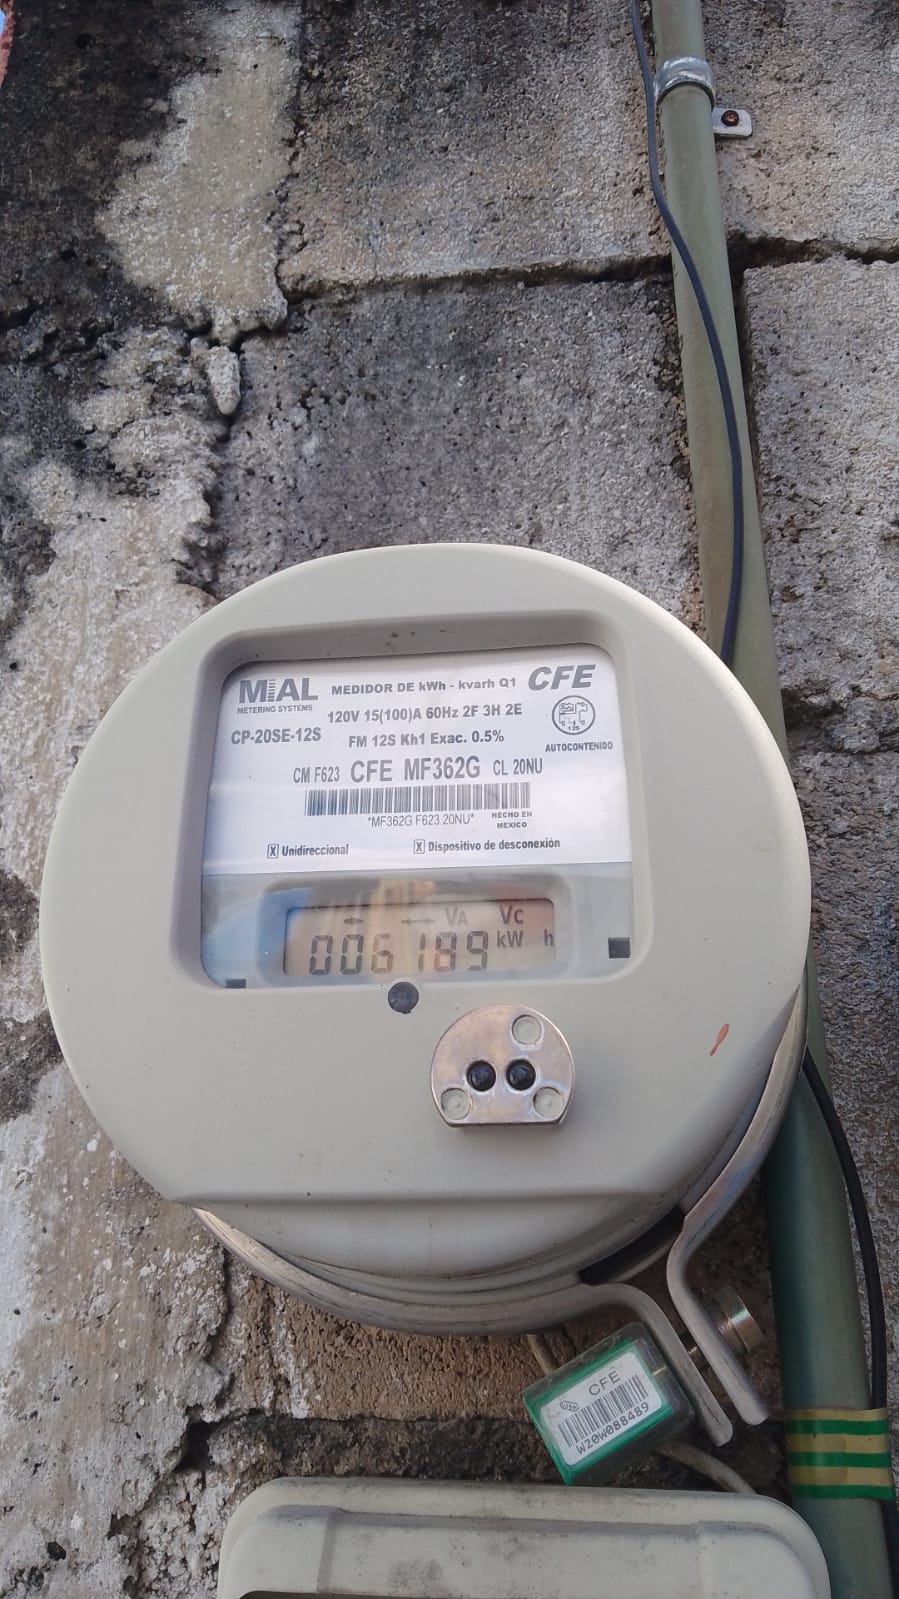 MIAL
METERING SYSTEMS
MEDIDOR DE kWh - kvarh Q1
CFE
120V 15(100)A 60Hz 2F 3H 2E
CP-20SE-12S
FM 12S Kh1 Exac. 0.5%
12S
AUTOCONTENIDO
CM F623 CFE MF362G CL 20NU
*MF362G F623 20NU*
HECHO EN
MEXICO
X Unidireccional
X Dispositivo de desconexión
VA VC
006189 kW h
CFE
W20W088489